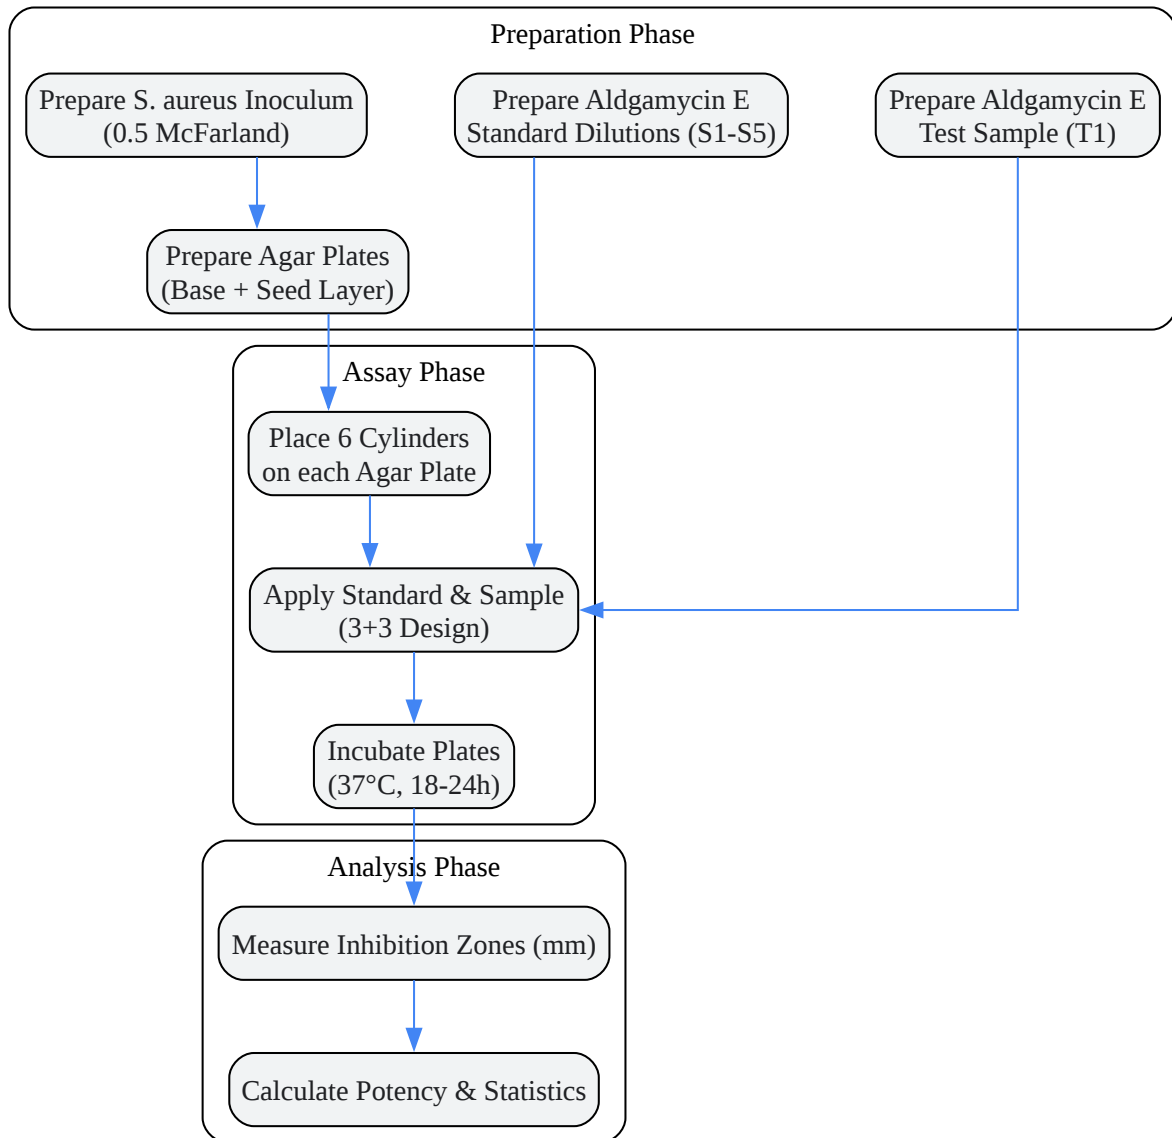 Preparation Phase
Prepare S. aureus Inoculum
(0.5 McFarland)
Prepare Aldgamycin E
Standard Dilutions (S1-S5)
Prepare Aldgamycin E
Test Sample (T1)
Prepare Agar Plates
(Base + Seed Layer)
Assay Phase
Place 6 Cylinders
on each Agar Plate
Apply Standard & Sample
(3+3 Design)
Incubate Plates
(37°C, 18-24h)
Analysis Phase
Measure Inhibition Zones (mm)
Calculate Potency & Statistics